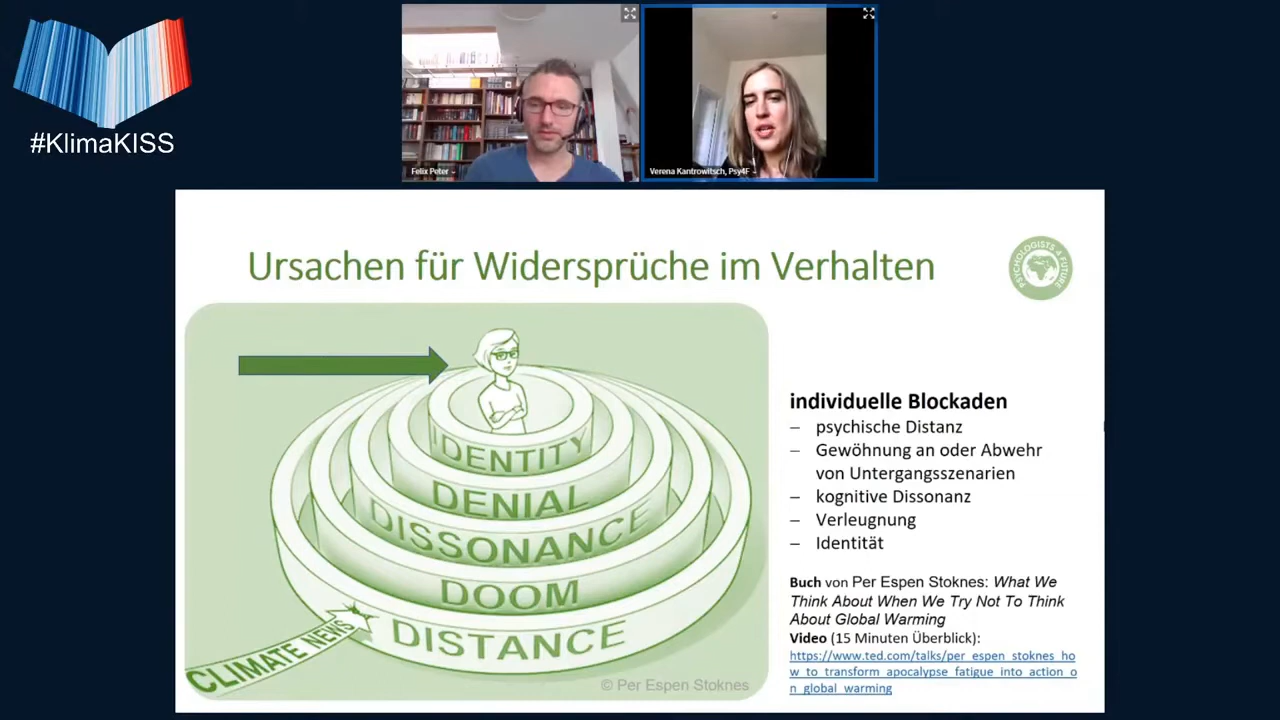 #KlimaKISS
Felix Peter
Verena Kantrowitsch, Psy4F
Ursachen für Widersprüche im Verhalten
PSYCHOLOGISTS 4 FUTURE
IDENTITY
DENIAL
DISSONANCE
DOOM
DISTANCE
CLIMATE NEWS
© Per Espen Stoknes
individuelle Blockaden
– psychische Distanz
– Gewöhnung an oder Abwehr
von Untergangsszenarien
– kognitive Dissonanz
– Verleugnung
– Identität
Buch von Per Espen Stoknes: What We
Think About When We Try Not To Think
About Global Warming
Video (15 Minuten Überblick):
https://www.ted.com/talks/per_espen_stoknes_ho
w_to_transform_apocalypse_fatigue_into_action_o
n_global_warming